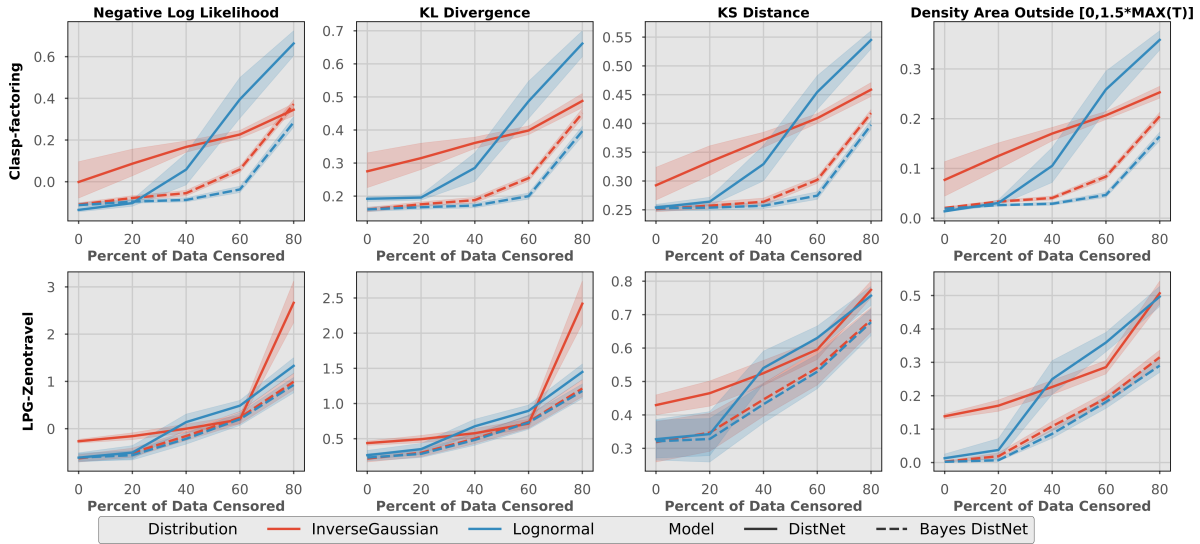 Negative Log Likelihood KL Divergence KS Distance Density Area Outside [0,1.5*MAX(T)]
Clasp-factoring
0.6
0.4
0.2
0.0
0 20 40 60 80
Percent of Data Censored
0.7
0.6
0.5
0.4
0.3
0.2
0 20 40 60 80
Percent of Data Censored
0.55
0.50
0.45
0.40
0.35
0.30
0.25
0 20 40 60 80
Percent of Data Censored
0.3
0.2
0.1
0.0
0 20 40 60 80
Percent of Data Censored
LPG-Zenotravel
3
2
1
0
0 20 40 60 80
Percent of Data Censored
2.5
2.0
1.5
1.0
0.5
0 20 40 60 80
Percent of Data Censored
0.8
0.7
0.6
0.5
0.4
0.3
0 20 40 60 80
Percent of Data Censored
0.5
0.4
0.3
0.2
0.1
0.0
0 20 40 60 80
Percent of Data Censored
Distribution InverseGaussian Lognormal Model DistNet Bayes DistNet